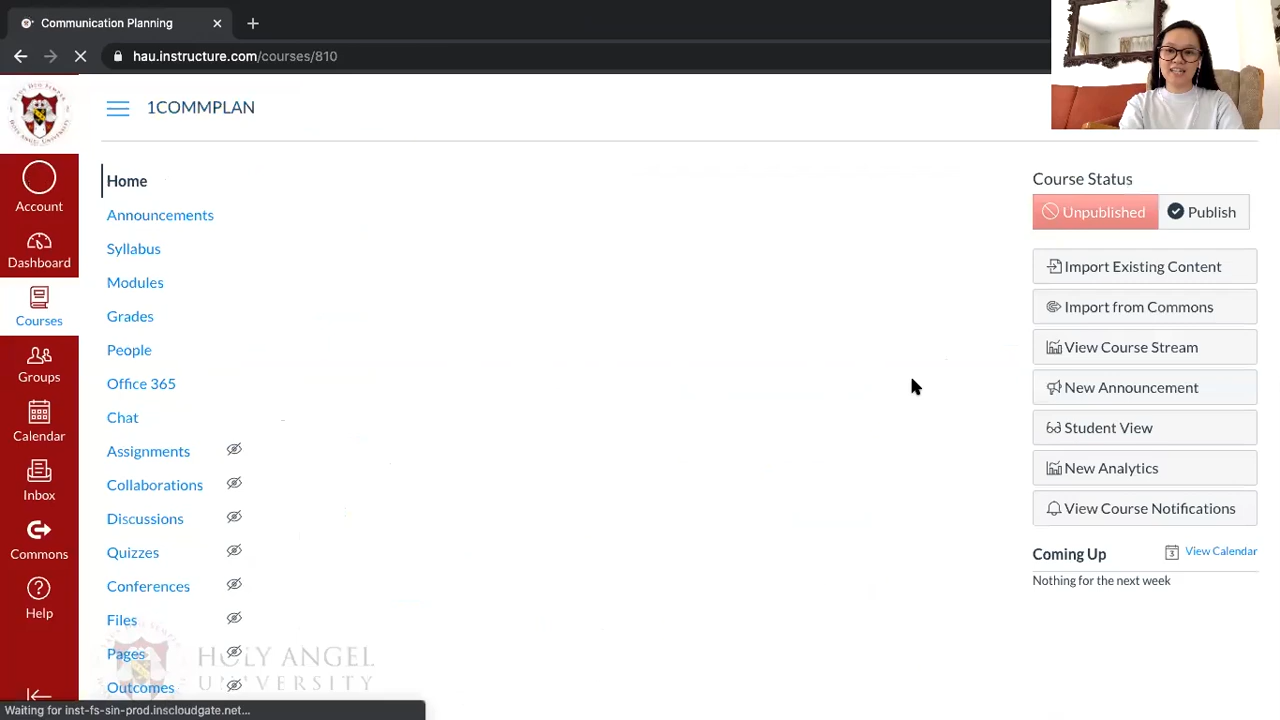 Communication Planning
hau.instructure.com/courses/810
1COMMPLAN
Account
Dashboard
Courses
Groups
Calendar
Inbox
Commons
Help
Home
Announcements
Syllabus
Modules
Grades
People
Office 365
Chat
Assignments
Collaborations
Discussions
Quizzes
Conferences
Files
Pages
Outcomes
HOLY ANGEL
UNIVERSITY
Waiting for inst-fs-sin-prod.inscloudgate.net...
Course Status
Unpublished
Publish
Import Existing Content
Import from Commons
View Course Stream
New Announcement
Student View
New Analytics
View Course Notifications
Coming Up
3 View Calendar
Nothing for the next week